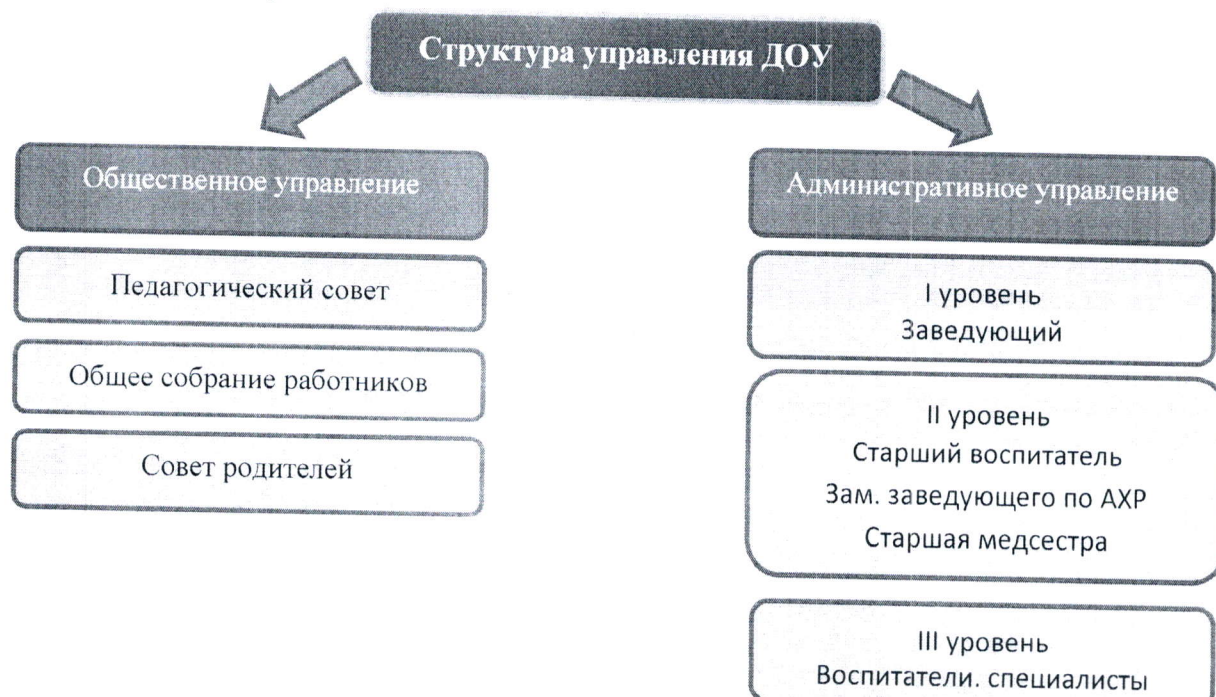 Структура управления ДОУ
Общественное управление
Педагогический совет
Общее собрание работников
Совет родителей
Административное управление
I уровень
Заведующий
II уровень
Старший воспитатель
Зам. заведующего по АХР
Старшая медсестра
III уровень
Воспитатели. специалисты